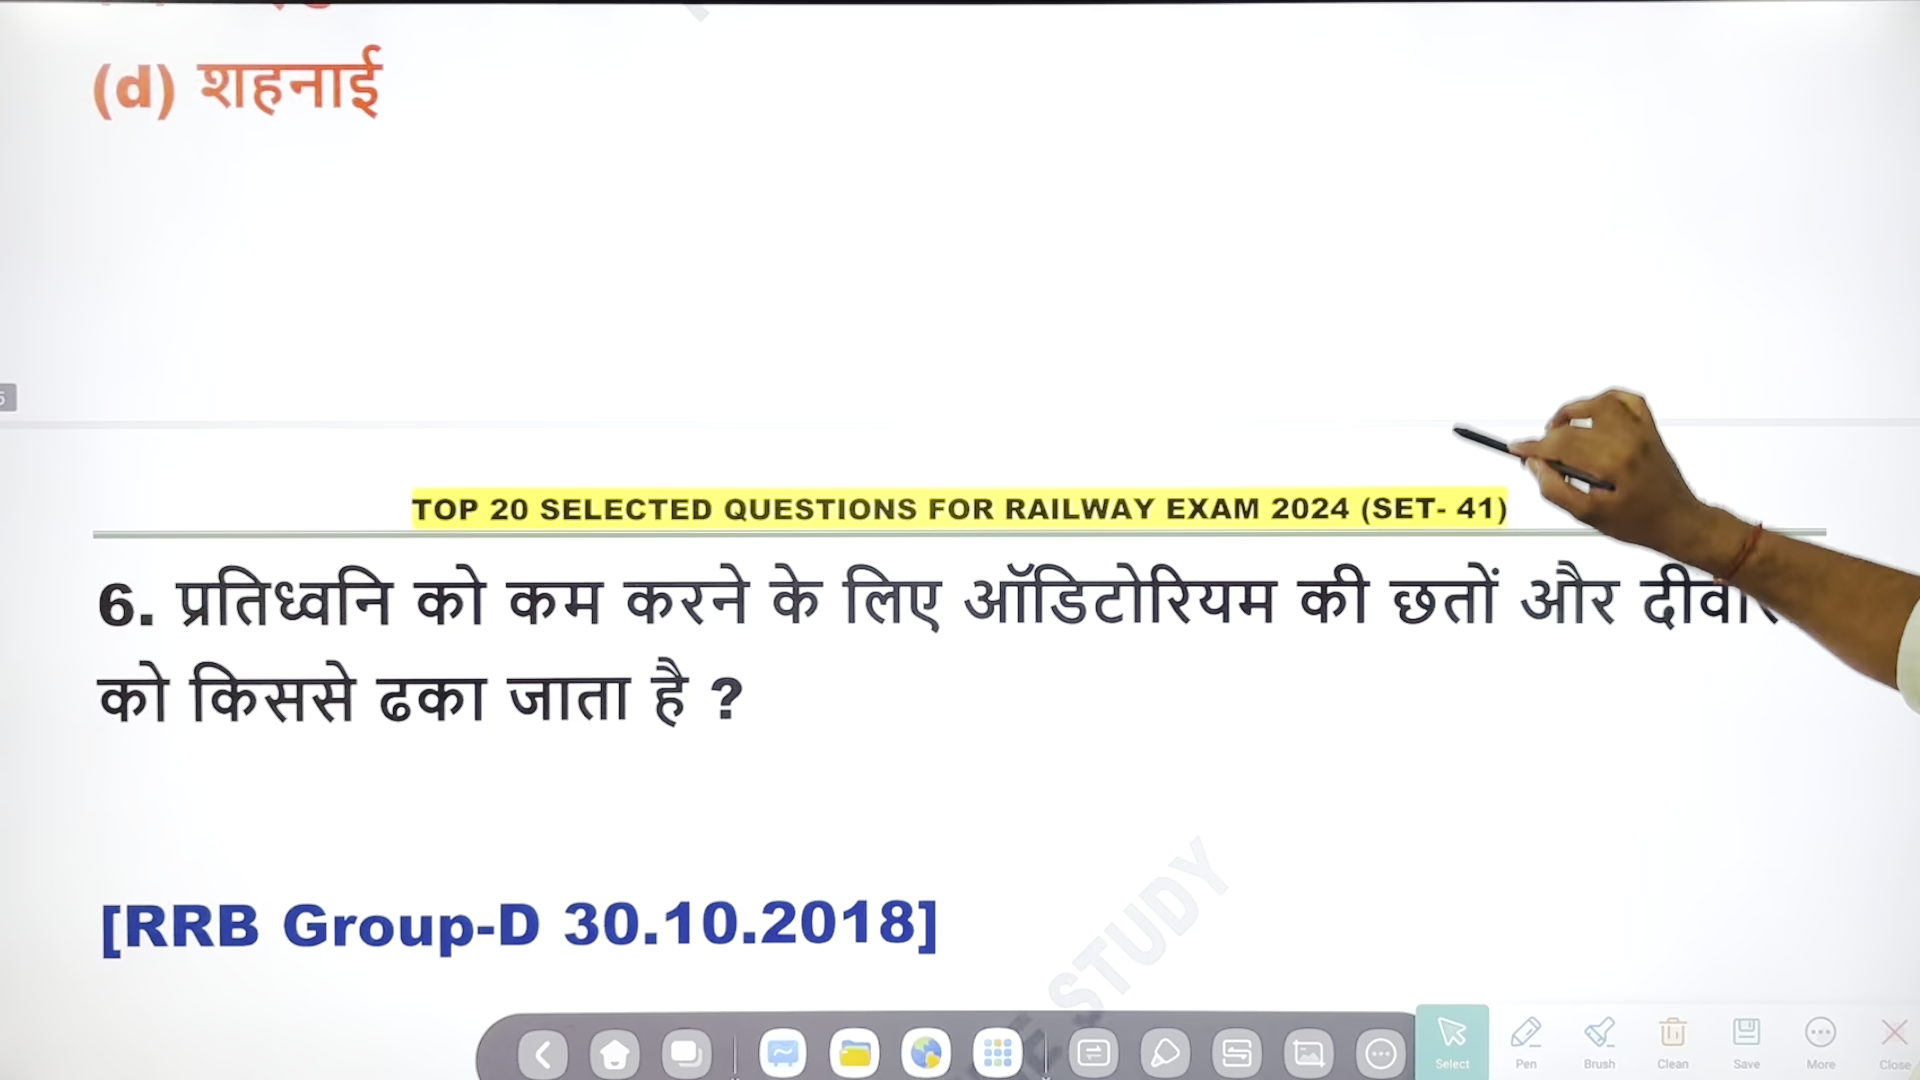 (d) शहनाई
TOP 20 SELECTED QUESTIONS FOR RAILWAY EXAM 2024 (SET- 41)
6. प्रतिध्वनि को कम करने के लिए ऑडिटोरियम की छतों और
को किससे ढका जाता है ?
[RRB Group-D 30.10.2018]
STUDY
Select Pen Brush Clean Save More Close